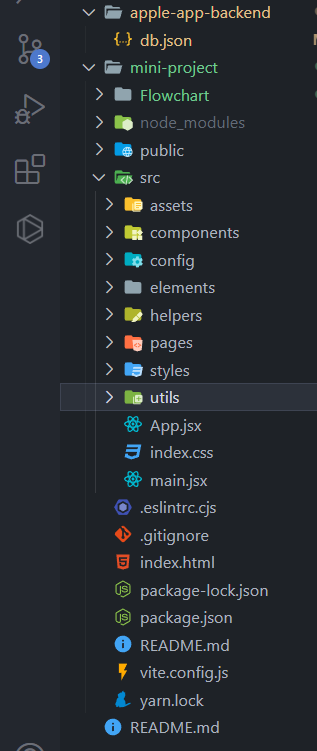 apple-app-backend
db.json
mini-project
Flowchart
node_modules
public
src
assets
components
config
elements
helpers
pages
styles
utils
App.jsx
index.css
main.jsx
.eslintrc.cjs
.gitignore
index.html
package-lock.json
package.json
README.md
vite.config.js
yarn.lock
README.md
3